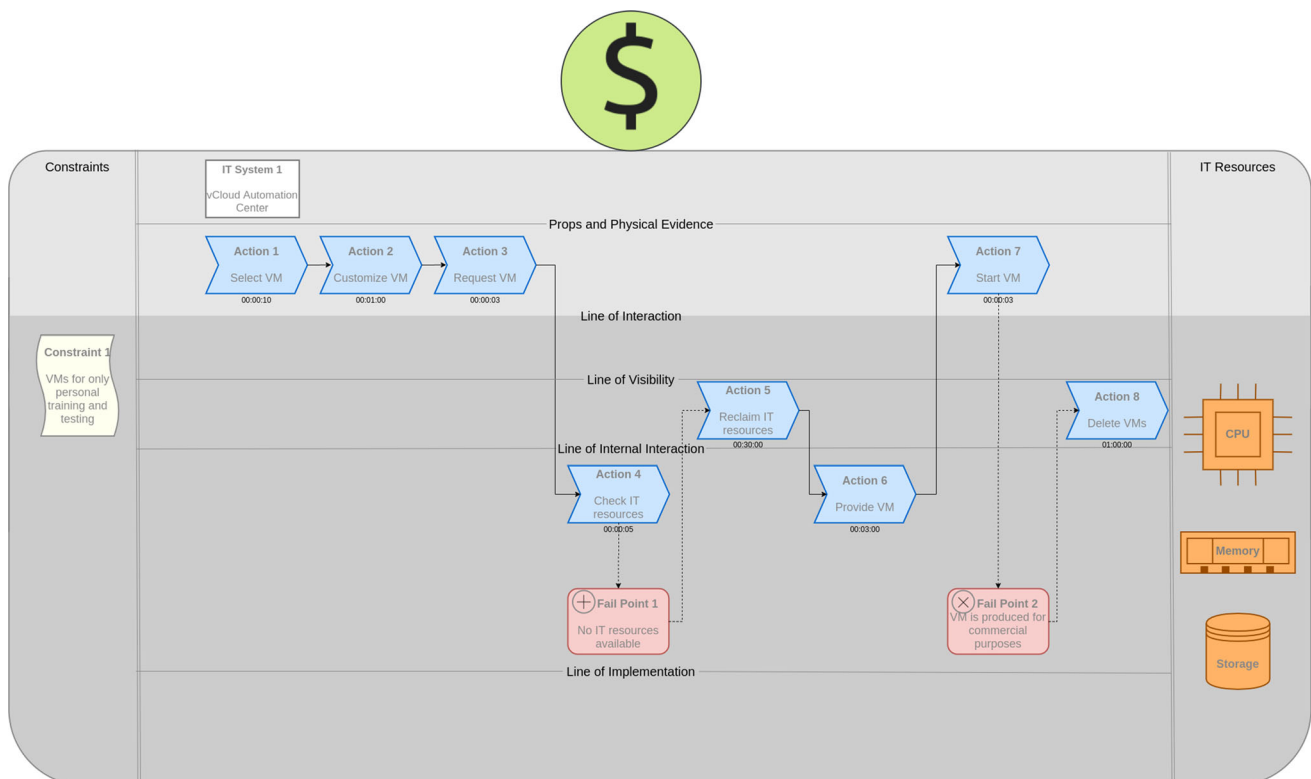 $
Constraints
IT System 1
vCloud Automation
Center
IT Resources
Props and Physical Evidence
Action 1
Select VM
00:00:10
Action 2
Customize VM
00:01:00
Action 3
Request VM
00:00:03
Action 7
Start VM
00:00:03
Line of Interaction
Constraint 1
VMs for only
personal
training and
testing
Line of Visibility
Action 5
Reclaim IT
resources
00:30:00
Action 8
Delete VMs
01:00:00
CPU
Line of Internal Interaction
Action 4
Check IT
resources
00:00:05
Action 6
Provide VM
00:03:00
Memory
Fail Point 1
No IT resources
available
Fail Point 2
VM is produced for
commercial
purposes
Storage
Line of Implementation